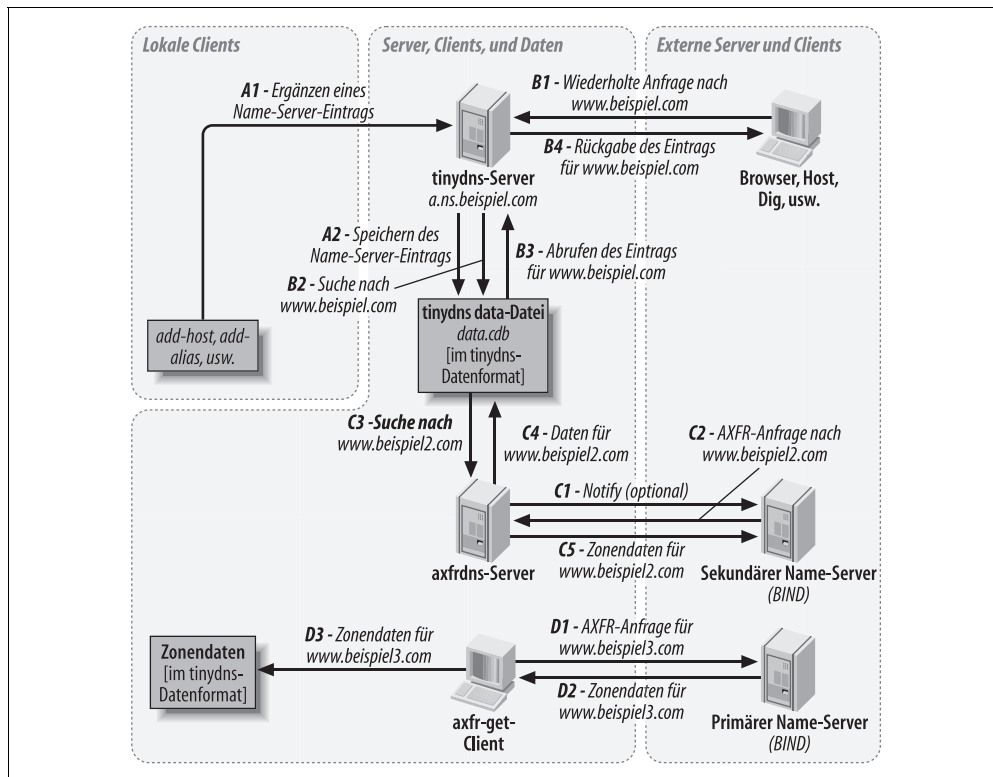 Lokale Clients
Server, Clients, und Daten
Externe Server und Clients
A1 - Ergänzen eines
Name-Server-Eintrags
B1 - Wiederholte Anfrage nach
www.beispiel.com
B4 - Rückgabe des Eintrags
für www.beispiel.com
tinydns-Server
a.ns.beispiel.com
Browser, Host,
Dig, usw.
A2 - Speichern des
Name-Server-Eintrags
B2 - Suche nach
www.beispiel.com
B3 - Abrufen des Eintrags
für www.beispiel.com
add-host, add-
alias, usw.
tinydns data-Datei
data.cdb
[im tinydns-
Datenformat]
C3 -Suche nach
www.beispiel2.com
C4 - Daten für
www.beispiel2.com
C2 - AXFR-Anfrage nach
www.beispiel2.com
C1 - Notify (optional)
C5 - Zonendaten für
www.beispiel2.com
axfrdns-Server
Sekundärer Name-Server
(BIND)
Zonendaten
[im tinydns-
Datenformat]
D3 - Zonendaten für
www.beispiel3.com
D1 - AXFR-Anfrage für
www.beispiel3.com
D2 - Zonendaten für
www.beispiel3.com
axfr-get-
Client
Primärer Name-Server
(BIND)